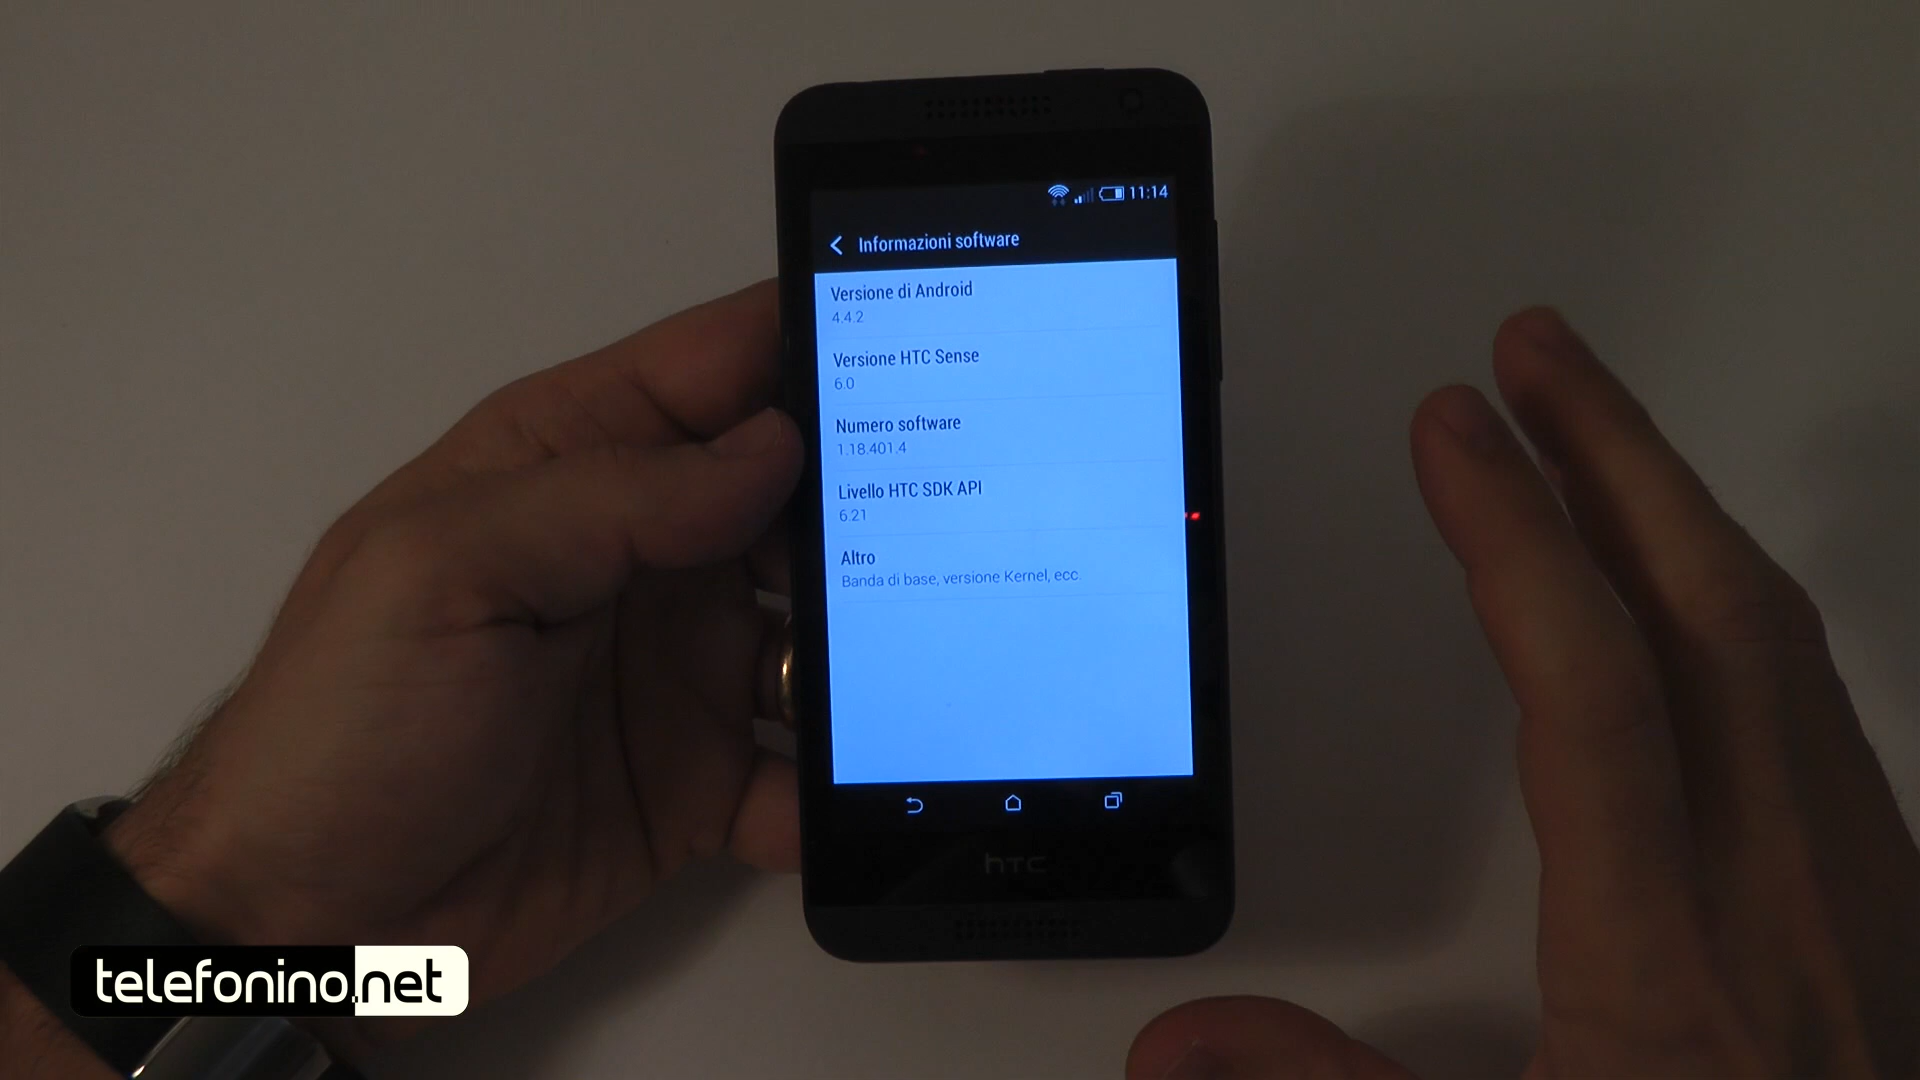 11:14
Informazioni software
Versione di Android
4.4.2
Versione HTC Sense
6.0
Numero software
1.18.401.4
Livello HTC SDK API
6.21
Altro
Banda di base, versione Kernel, ecc.
hTC
telefonino.net